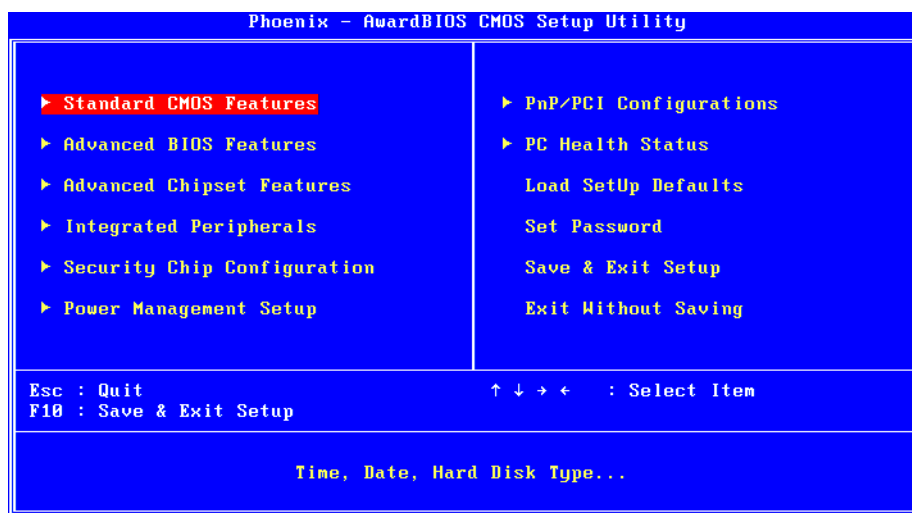 Phoenix - AwardBIOS CMOS Setup Utility
► Standard CMOS Features
► Advanced BIOS Features
► Advanced Chipset Features
► Integrated Peripherals
► Security Chip Configuration
► Power Management Setup
► PnP/PCI Configurations
► PC Health Status
Load SetUp Defaults
Set Password
Save & Exit Setup
Exit Without Saving
Esc : Quit
F10 : Save & Exit Setup
↑ ↓ → ← : Select Item
Time, Date, Hard Disk Type...